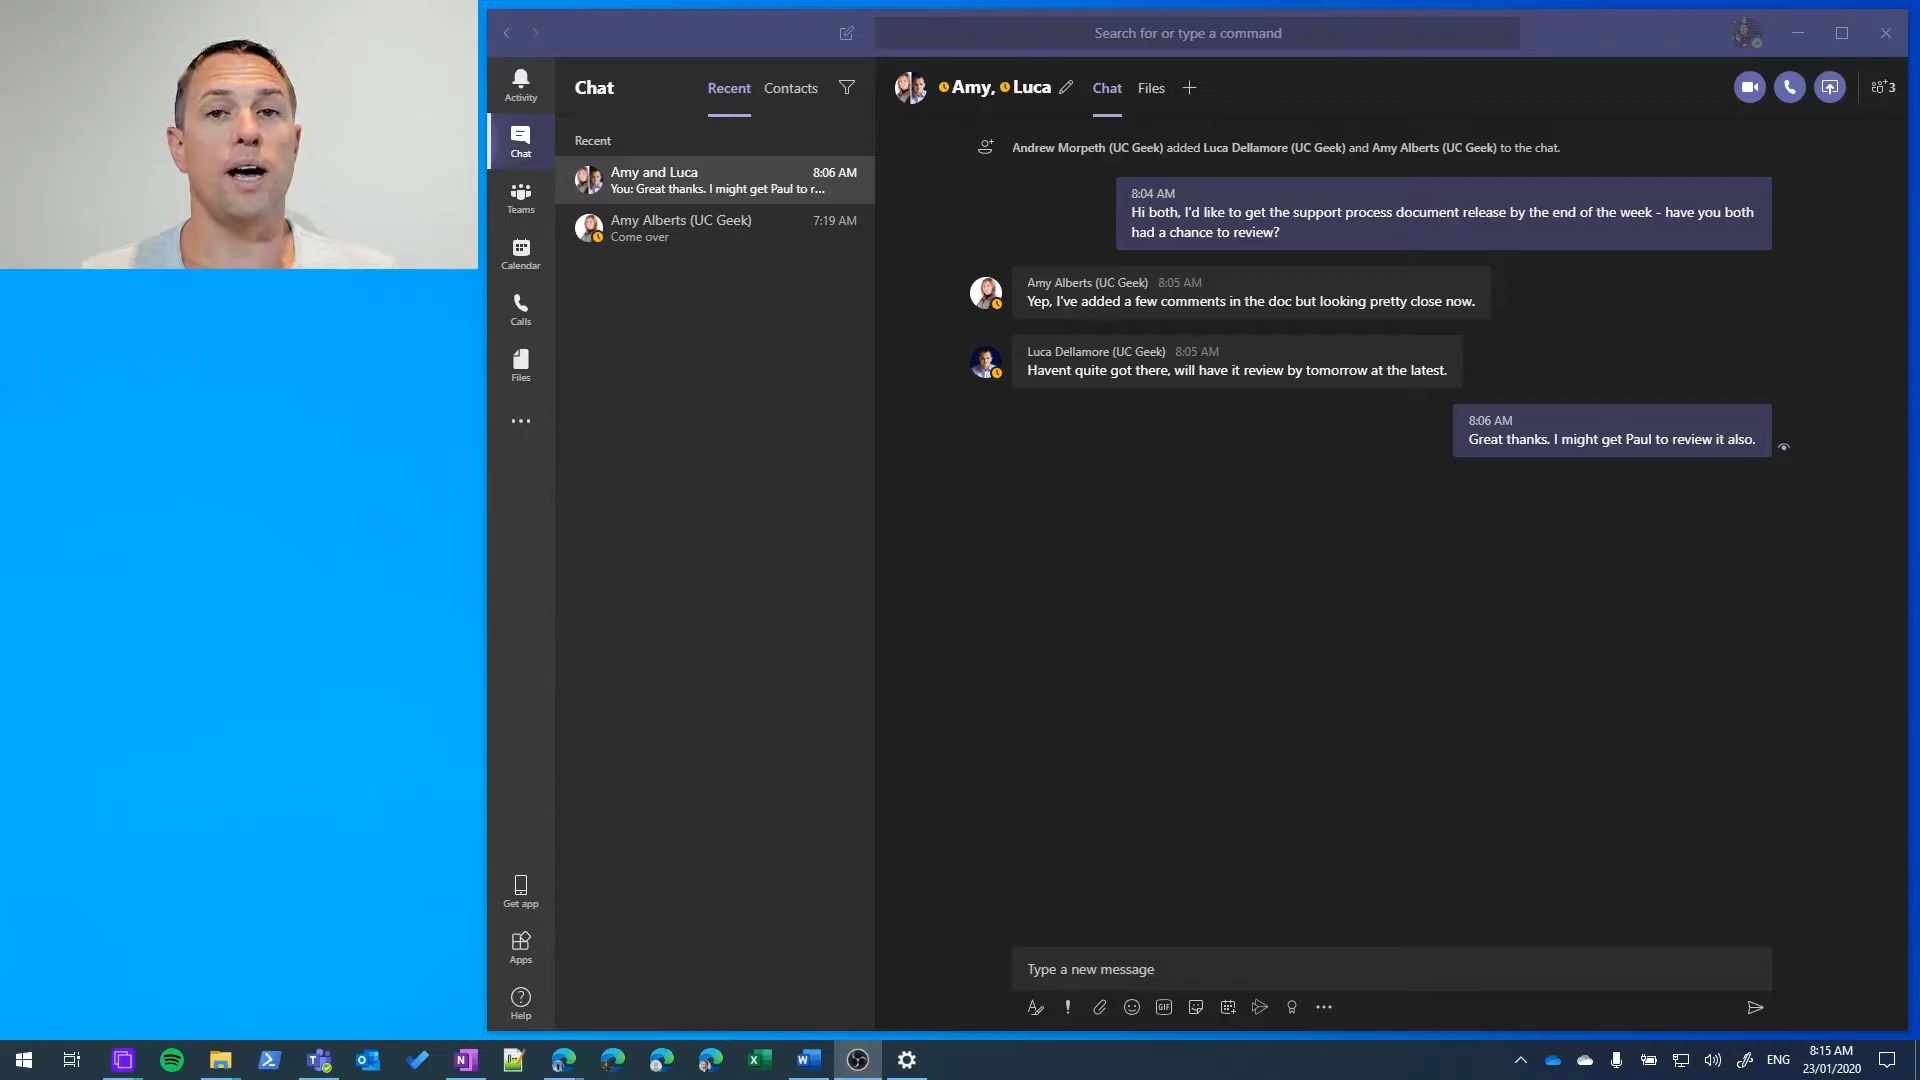 Search for or type a command
Activity
Chat
Teams
Calendar
Calls
Files
Get app
Apps
Help
Chat
Recent
Contacts
Recent
Amy and Luca
8:06 AM
You: Great thanks. I might get Paul to r...
Amy Alberts (UC Geek)
7:19 AM
Come over
Amy, Luca
Chat
Files
3
Andrew Morpeth (UC Geek) added Luca Dellamore (UC Geek) and Amy Alberts (UC Geek) to the chat.
8:04 AM
Hi both, I'd like to get the support process document release by the end of the week - have you both
had a chance to review?
Amy Alberts (UC Geek) 8:05 AM
Yep, I've added a few comments in the doc but looking pretty close now.
Luca Dellamore (UC Geek) 8:05 AM
Havent quite got there, will have it review by tomorrow at the latest.
8:06 AM
Great thanks. I might get Paul to review it also.
Type a new message
GIF
ENG
8:15 AM
23/01/2020